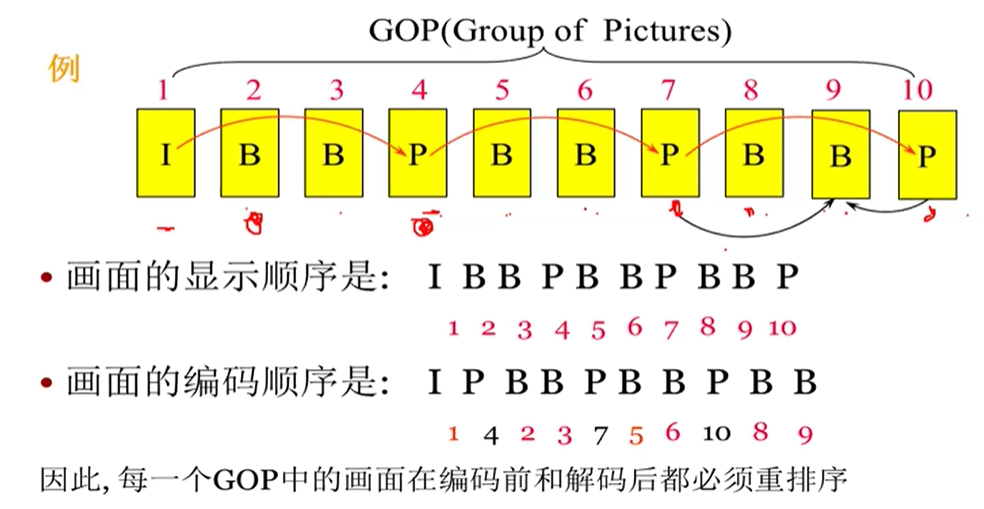 GOP(Group of Pictures)
例
1 2 3 4 5 6 7 8 9 10
I B B P B B P B B P
• 画面的显示顺序是: I B B P B B P B B P
1 2 3 4 5 6 7 8 9 10
• 画面的编码顺序是: I P B B P B B P B B
1 4 2 3 7 5 6 10 8 9
因此, 每一个GOP中的画面在编码前和解码后都必须重排序